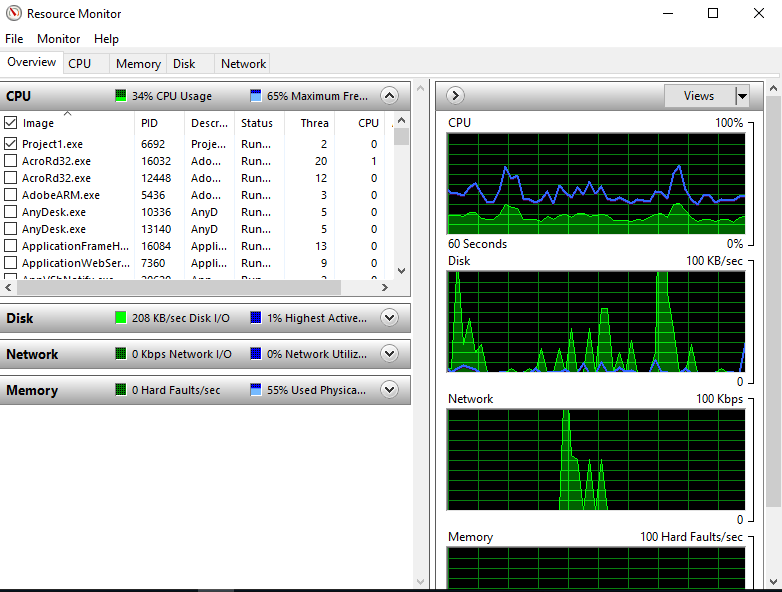 Resource Monitor
File Monitor Help
Overview CPU Memory Disk Network
CPU 34% CPU Usage 65% Maximum Fre...
Image PID Descr... Status Threa CPU
Project1.exe 6692 Proje... Run... 2 0
AcroRd32.exe 16032 Ado... Run... 20 1
AcroRd32.exe 12448 Ado... Run... 12 0
AdobeARM.exe 5436 Ado... Run... 3 0
AnyDesk.exe 10336 AnyD Run... 5 0
AnyDesk.exe 13140 AnyD Run... 5 0
ApplicationFrameH... 16084 Appli... Run... 13 0
ApplicationWebSer... 7360 Appli... Run... 9 0
Disk 208 KB/sec Disk I/O 1% Highest Active...
Network 0 Kbps Network I/O 0% Network Utiliz...
Memory 0 Hard Faults/sec 55% Used Physica...
Views
CPU 100%
60 Seconds 0%
Disk 100 KB/sec
0
Network 100 Kbps
0
Memory 100 Hard Faults/sec